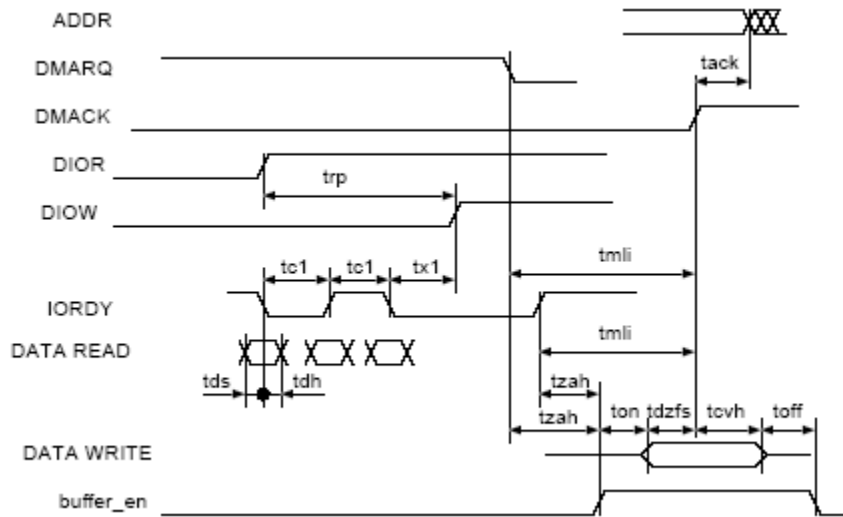 ADDR
DMARQ
tack
DMACK
DIOR
trp
DIOW
tc1 tc1 tx1 tmli
IORDY
DATA READ tmli
tds tdh tzah
tzah ton tdzfs tcvh toff
DATA WRITE
buffer_en